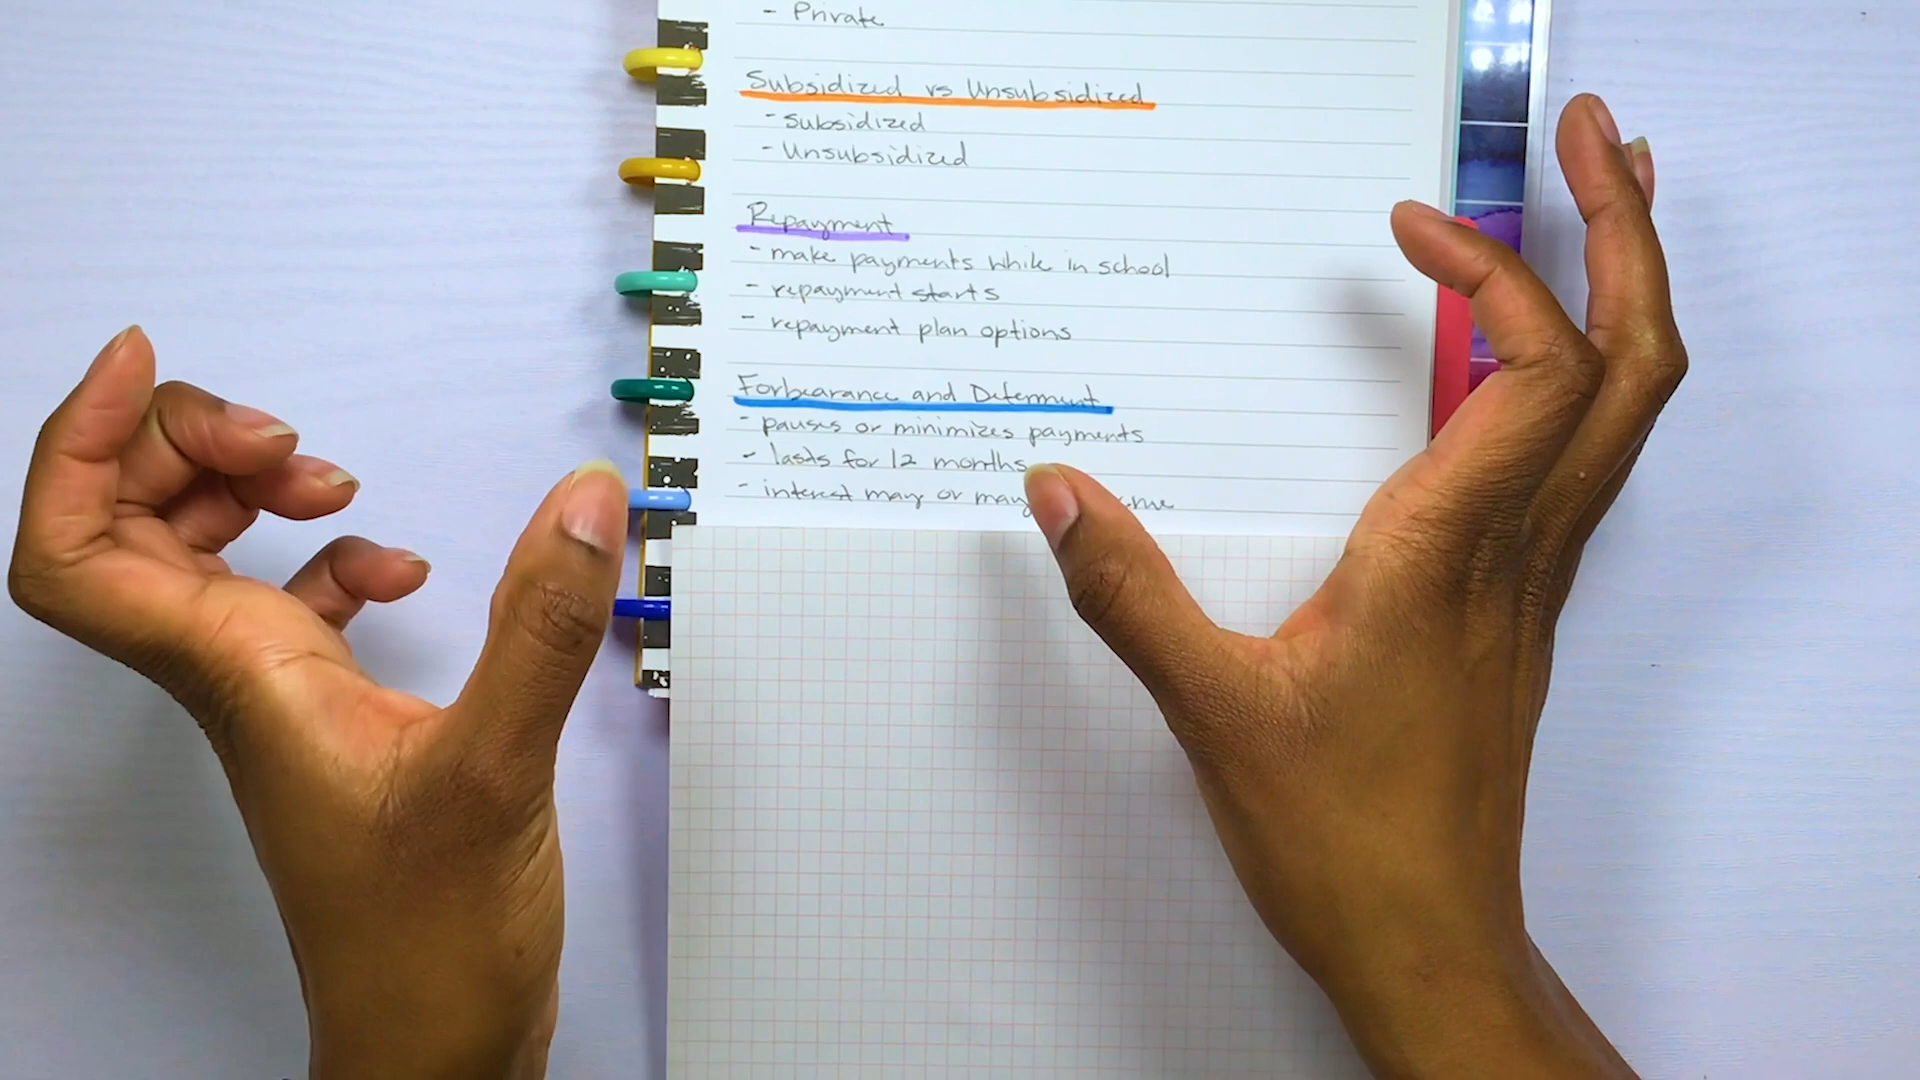 - Private
Subsidized vs Unsubsidized
- Subsidized
- Unsubsidized
Repayment
- make payments while in school
- repayment starts
- repayment plan options
Forbearance and Deferment
- pauses or minimizes payments
- lasts for 12 months
- interest may or may